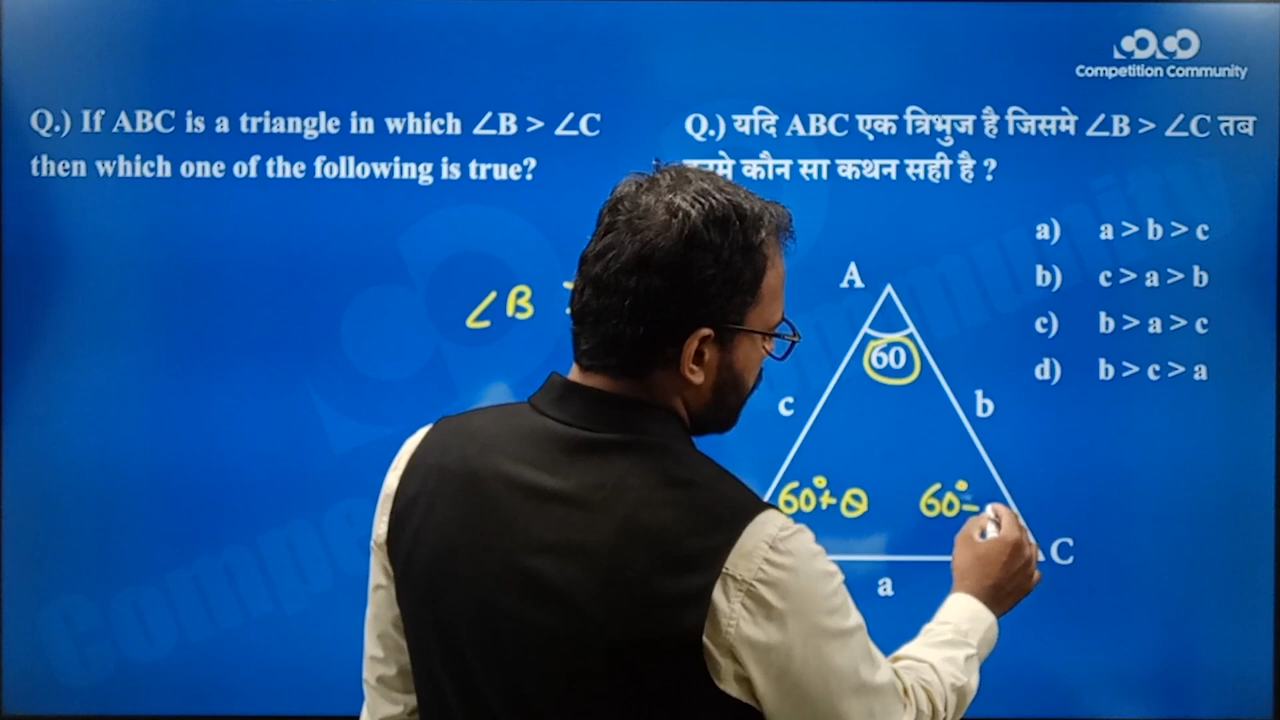 Competition Community
Q.) If ABC is a triangle in which ∠B > ∠C
then which one of the following is true?
Q.) यदि ABC एक त्रिभुज है जिसमे ∠B > ∠C तब
कौन सा कथन सही है ?
a) a > b > c
b) c > a > b
c) b > a > c
d) b > c > a
∠B
A
60
c
b
60°+θ
60°-
C
a